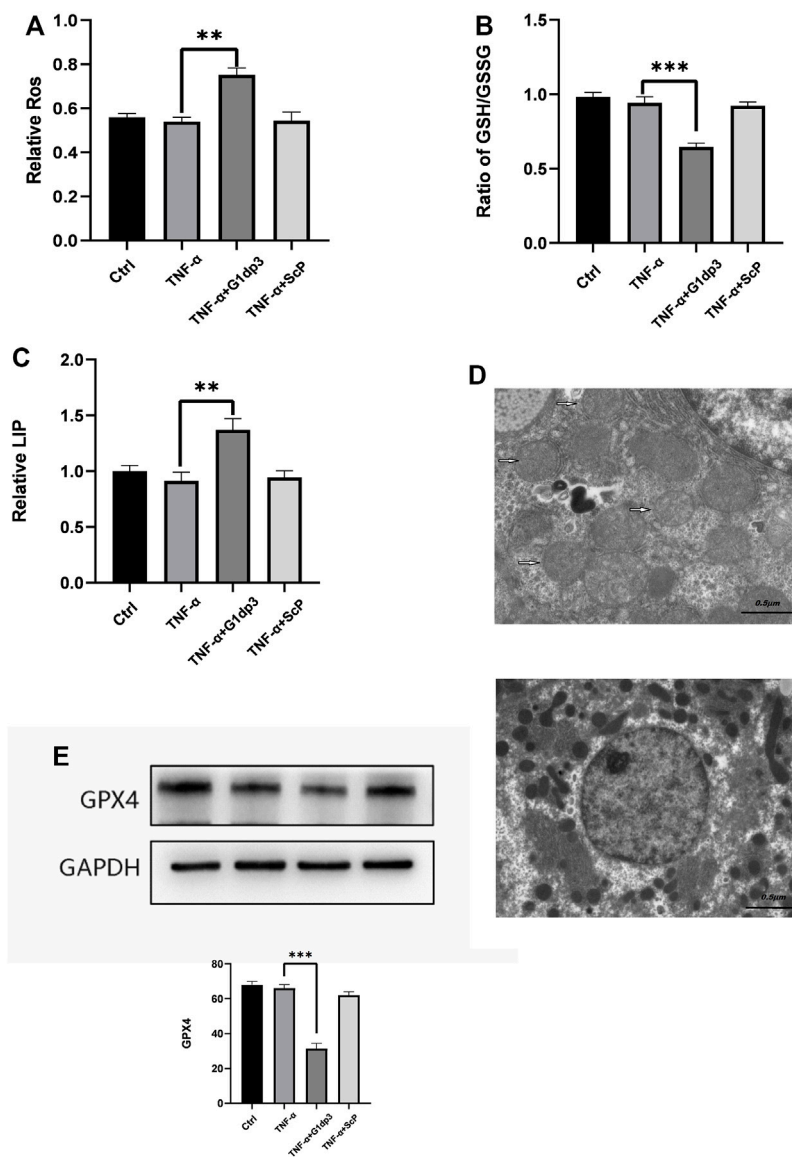 A
Relative Ros
1.0
0.8
0.6
0.4
0.2
0.0
**
Ctrl
TNF-α
TNF-α+G1dp3
TNF-α+ScP
B
Ratio of GSH/GSSG
1.5
1.0
0.5
0.0
***
Ctrl
TNF-α
TNF-α+G1dp3
TNF-α+ScP
C
Relative LIP
2.0
1.5
1.0
0.5
0.0
**
Ctrl
TNF-α
TNF-α+G1dp3
TNF-α+ScP
D
0.5μm
0.5μm
E
GPX4
GAPDH
GPX4
80
60
40
20
0
***
Ctrl
TNF-α
TNF-α+G1dp3
TNF-α+ScP